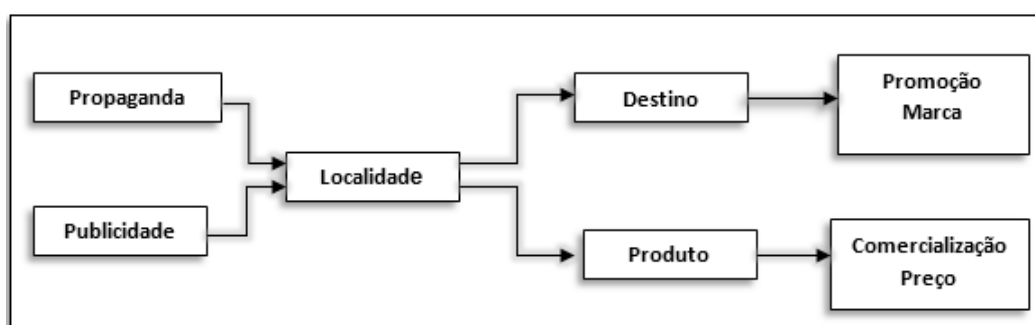 Propaganda
Publicidade
Localidade
Destino
Produto
Promoção
Marca
Comercialização
Preço